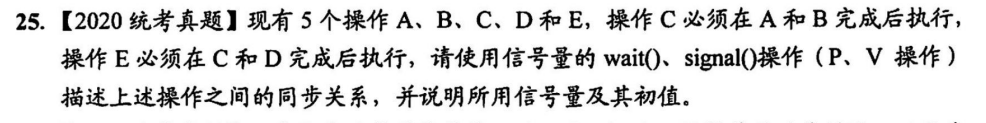 25.【2020 统考真题】现有 5 个操作 A、B、C、D 和 E，操作 C 必须在 A 和 B 完成后执行，
操作 E 必须在 C 和 D 完成后执行，请使用信号量的 wait()、signal()操作（P、V 操作）
描述上述操作之间的同步关系，并说明所用信号量及其初值。